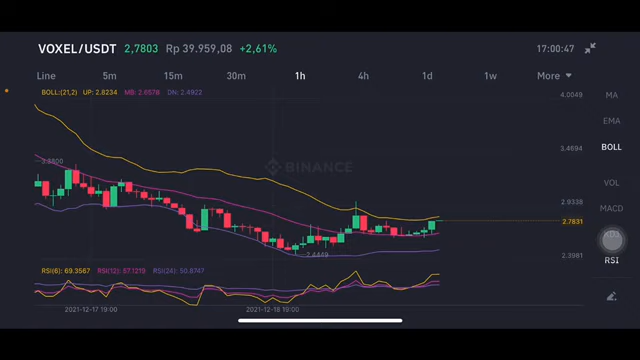 VOXEL/USDT 2,7803 Rp 39.959,08 +2,61% 17:00:47
Line 5m 15m 30m 1h 4h 1d 1w More
BOLL:(21,2) UP: 2.8234 MB: 2.6578 DN: 2.4922
4.0049
MA
EMA
3.4694
BOLL
BINANCE
VOL
2.9338
MACD
2.7831
RSI
2.4449
2.3981
RSI(6): 69.3567 RSI(12): 57.1219 RSI(24): 50.8747
2021-12-17 19:00 2021-12-18 19:00